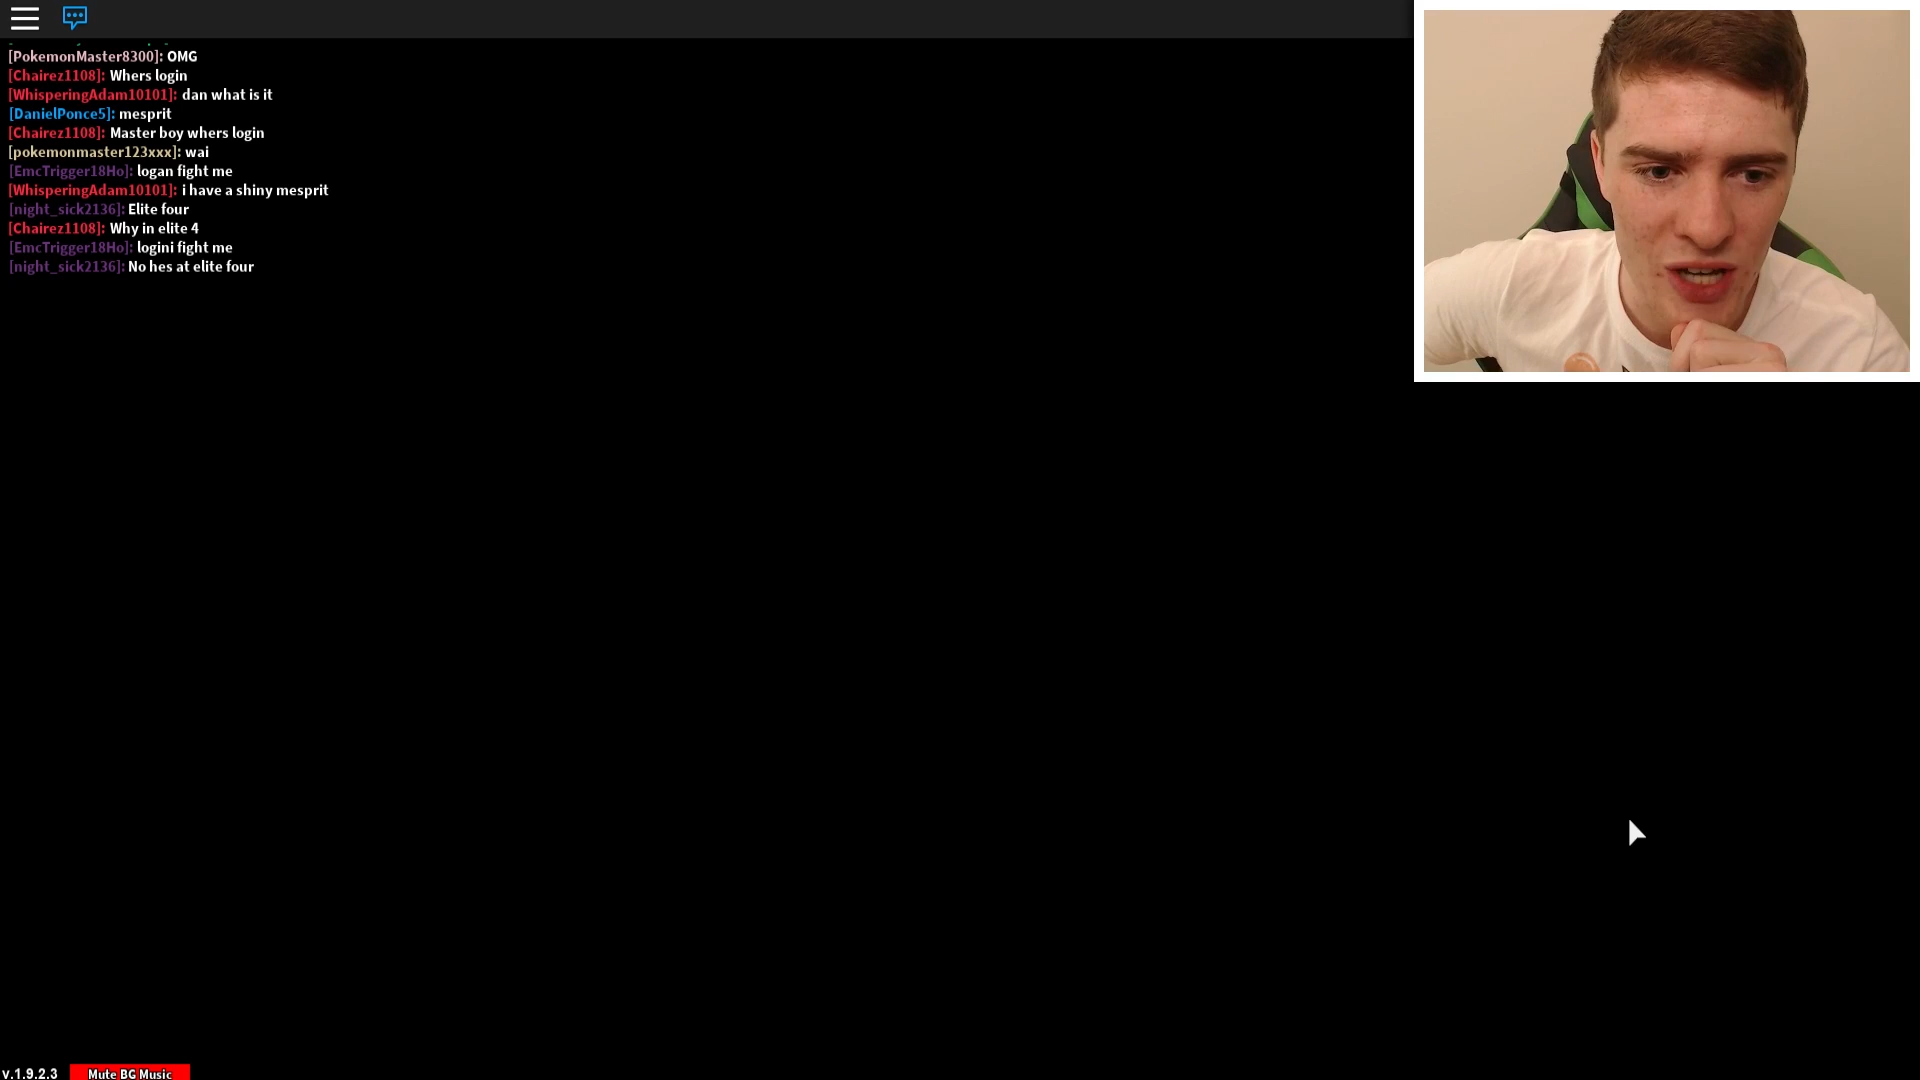 [PokemonMaster8300]: OMG
[Chairez1108]: Whers login
[WhisperingAdam10101]: dan what is it
[DanielPonce5]: mesprit
[Chairez1108]: Master boy whers login
[pokemonmaster123xxx]: wai
[EmcTrigger18Ho]: logan fight me
[WhisperingAdam10101]: i have a shiny mesprit
[night_sick2136]: Elite four
[Chairez1108]: Why in elite 4
[EmcTrigger18Ho]: logini fight me
[night_sick2136]: No hes at elite four
v.1.9.2.3
Mute BG Music